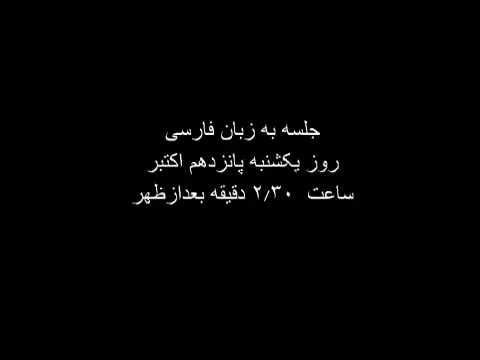 جلسه به زبان فارسی
روز یکشنبه پانزدهم اکتبر
ساعت ۲٫۳۰ دقیقه بعدازظهر